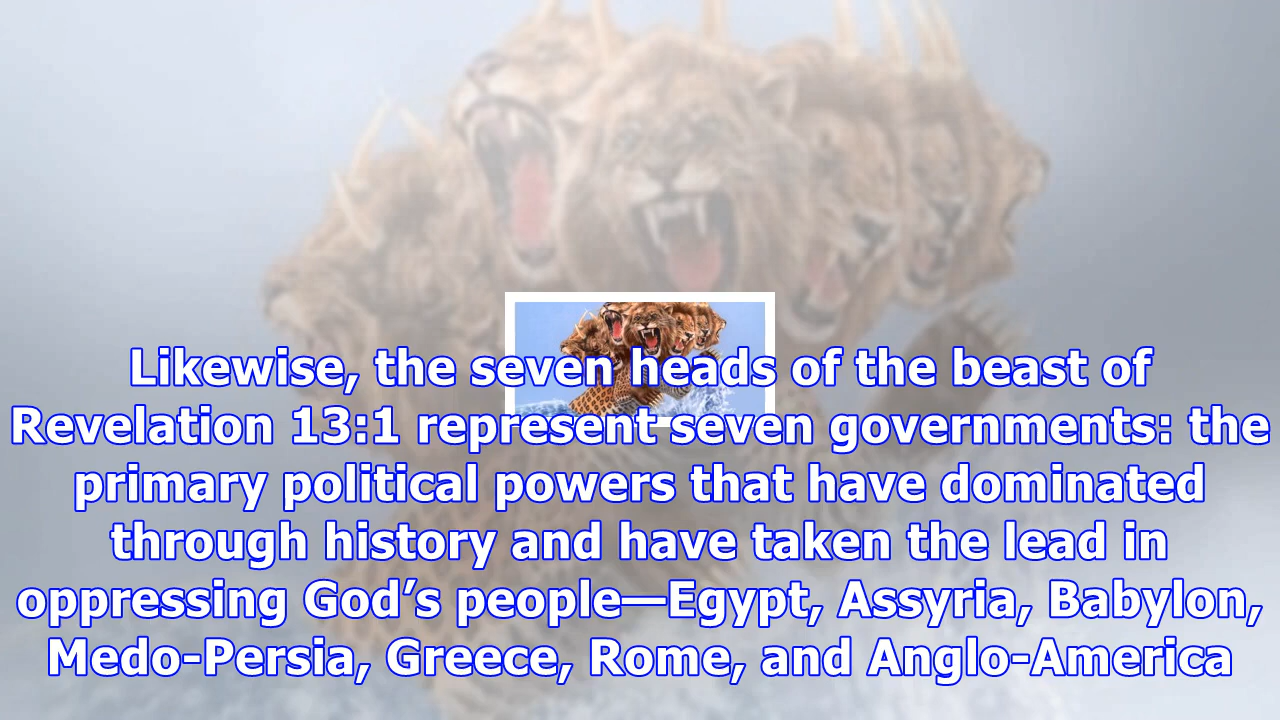 Likewise, the seven heads of the beast of
Revelation 13:1 represent seven governments: the
primary political powers that have dominated
through history and have taken the lead in
oppressing God’s people—Egypt, Assyria, Babylon,
Medo-Persia, Greece, Rome, and Anglo-America